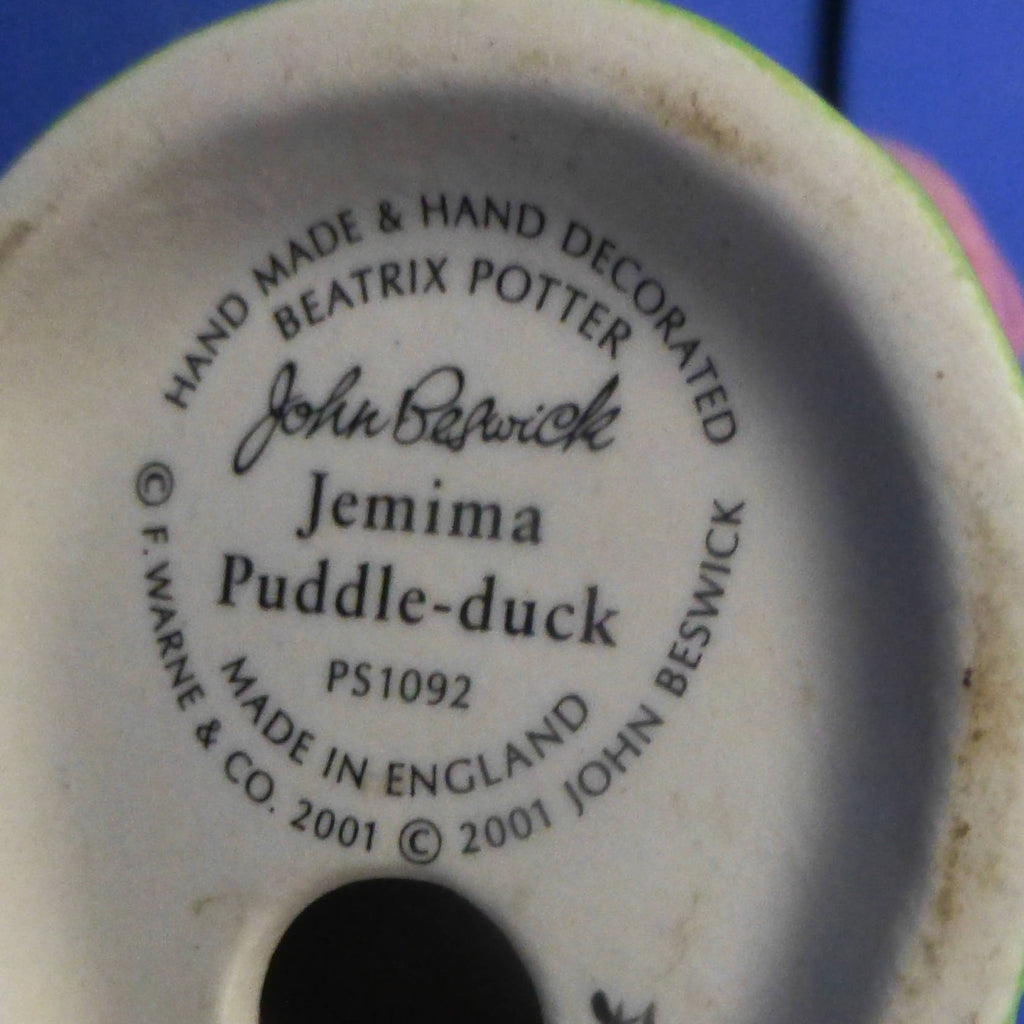 HAND MADE & HAND DECORATED
BEATRIX POTTER
John Beswick
Jemima
Puddle-duck
PS1092
MADE IN ENGLAND
© F. WARNE & CO. 2001 © 2001 JOHN BESWICK